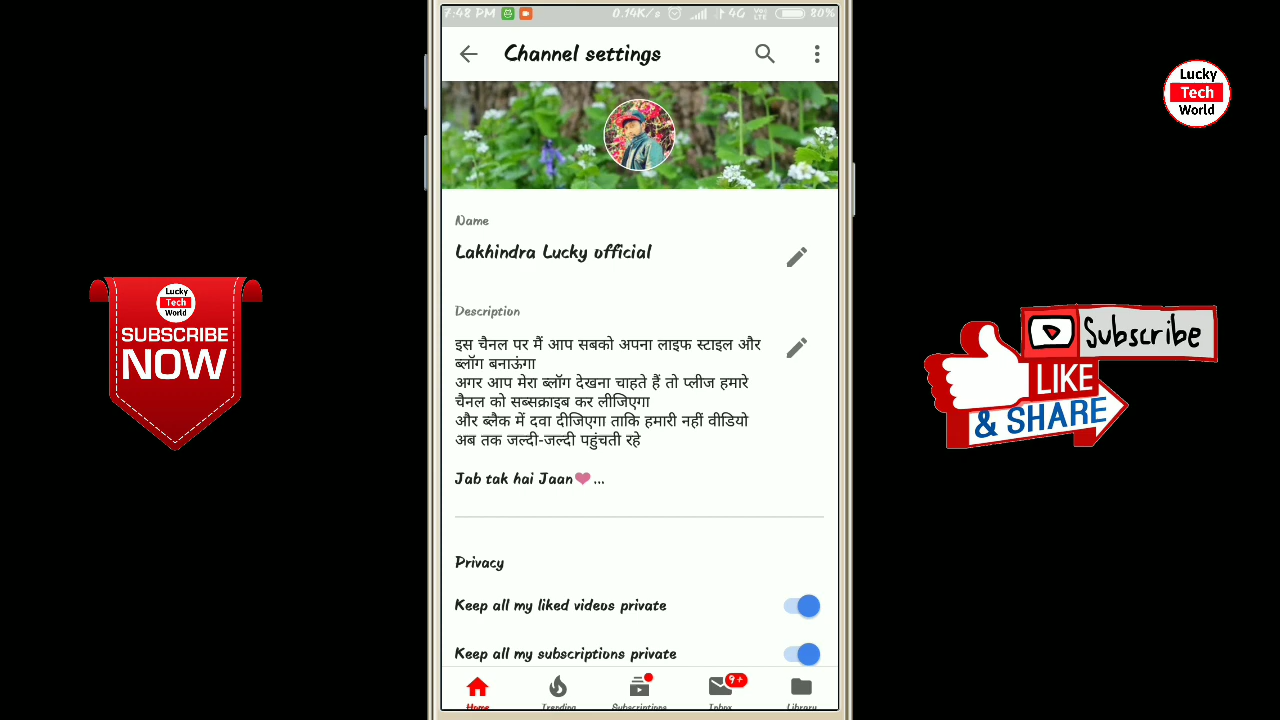 7:48 PM
0.14K/s
4G
VoLTE
80%
Channel settings
Lucky
Tech
World
Name
Lakhindra Lucky official
Description
इस चैनल पर मैं आप सबको अपना लाइफ स्टाइल और
ब्लॉग बनाऊंगा
अगर आप मेरा ब्लॉग देखना चाहते हैं तो प्लीज हमारे
चैनल को सब्सक्राइब कर लीजिएगा
और ब्लैक में दवा दीजिएगा ताकि हमारी नहीं वीडियो
अब तक जल्दी-जल्दी पहुंचती रहे
Jab tak hai Jaan❤...
Lucky
Tech
World
SUBSCRIBE
NOW
Subscribe
LIKE
& SHARE
Privacy
Keep all my liked videos private
Keep all my subscriptions private
9+
Home
Trending
Subscriptions
Inbox
Library